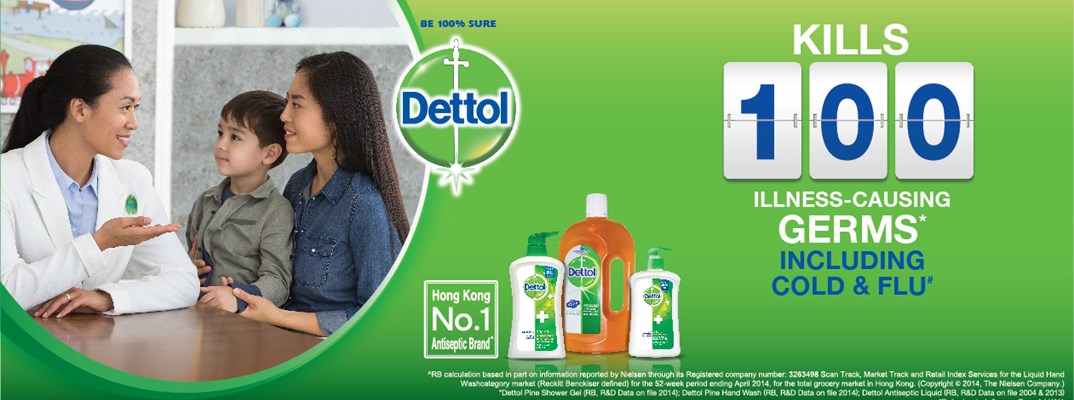 BE 100% SURE
Dettol
KILLS
100
ILLNESS-CAUSING
GERMS*
INCLUDING
COLD & FLU#
Hong Kong
No.1
Antiseptic Brand^
Dettol
Dettol
Dettol
^RB calculation based in part on information reported by Nielsen through its Registered company number: 3263498 Scan Track, Market Track and Retail Index Services for the Liquid Hand
Washcategory market (Reckitt Benckiser defined) for the 52-week period ending April 2014, for the total grocery market in Hong Kong. (Copyright © 2014, The Nielsen Company.)
*Dettol Pine Shower Gel (RB, R&D Data on file 2014); Dettol Pine Hand Wash (RB, R&D Data on file 2014); Dettol Antiseptic Liquid (RB, R&D Data on file 2004 & 2013)